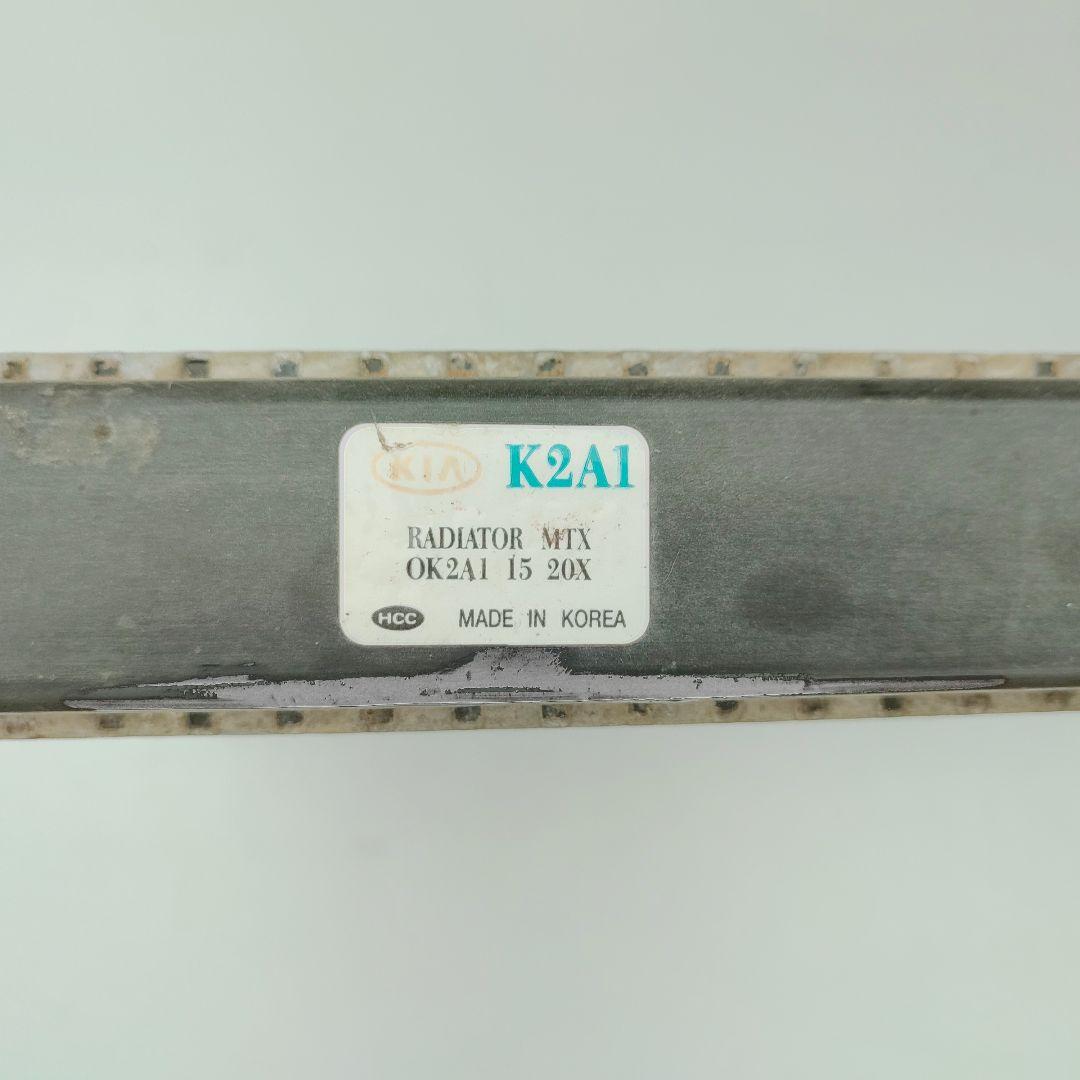 KIA K2A1
RADIATOR MTX
OK2A1 15 20X
HCC MADE IN KOREA